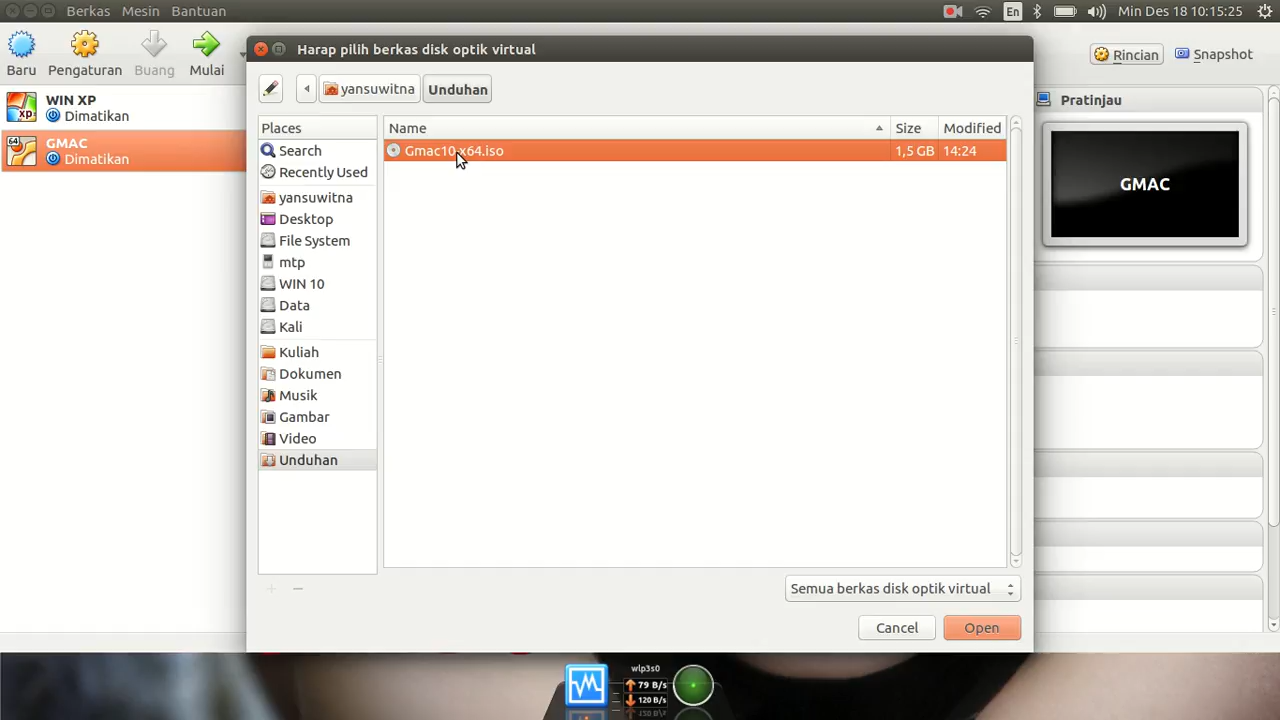 Berkas Mesin Bantuan
En
Min Des 18 10:15:25
Harap pilih berkas disk optik virtual
Baru
Pengaturan
Buang
Mulai
Rincian
Snapshot
yansuwitna
Unduhan
WIN XP
Dimatikan
64
GMAC
Dimatikan
Places
Search
Recently Used
yansuwitna
Desktop
File System
mtp
WIN 10
Data
Kali
Kuliah
Dokumen
Musik
Gambar
Video
Unduhan
Name
Size
Modified
Gmac10-x64.iso
1,5 GB
14:24
Pratinjau
GMAC
Semua berkas disk optik virtual
Cancel
Open
wlp3s0
79 B/s
120 B/s